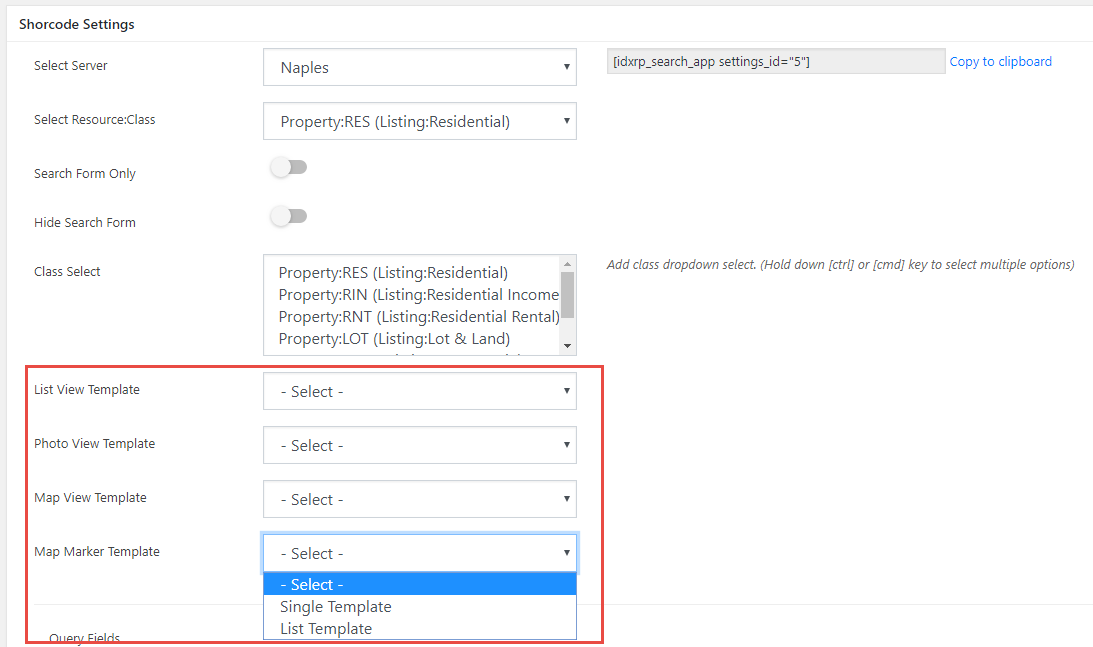 Shorcode Settings
Select Server
Naples
[idxrp_search_app settings_id="5"]
Copy to clipboard
Select Resource:Class
Property:RES (Listing:Residential)
Search Form Only
Hide Search Form
Class Select
Property:RES (Listing:Residential)
Property:RIN (Listing:Residential Income
Property:RNT (Listing:Residential Rental)
Property:LOT (Listing:Lot & Land)
Add class dropdown select. (Hold down [ctrl] or [cmd] key to select multiple options)
List View Template
- Select -
Photo View Template
- Select -
Map View Template
- Select -
Map Marker Template
- Select -
- Select -
Single Template
List Template
Query Fields